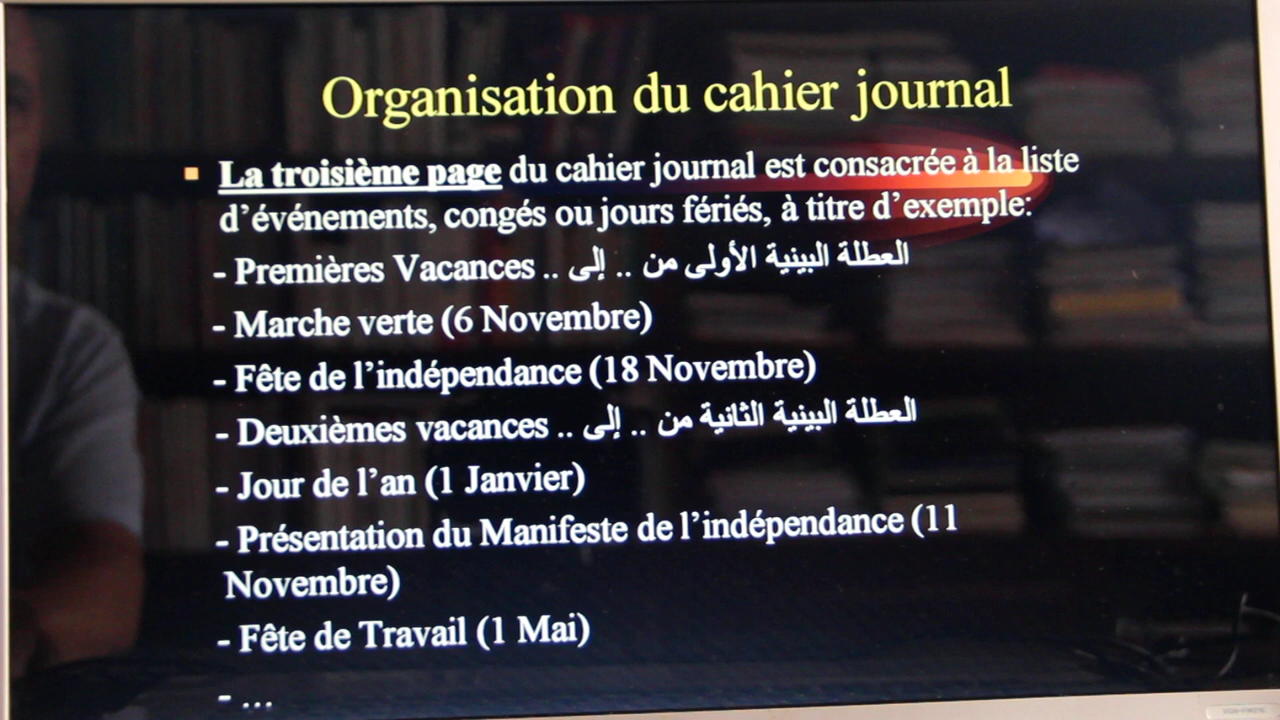 Organisation du cahier journal
La troisième page du cahier journal est consacrée à la liste
d’événements, congés ou jours fériés, à titre d’exemple:
- Premières Vacances .. العطلة البينية الأولى من .. إلى
- Marche verte (6 Novembre)
- Fête de l’indépendance (18 Novembre)
- Deuxièmes vacances .. العطلة البينية الثانية من .. إلى
- Jour de l’an (1 Janvier)
- Présentation du Manifeste de l’indépendance (11
Novembre)
- Fête de Travail (1 Mai)
- ...